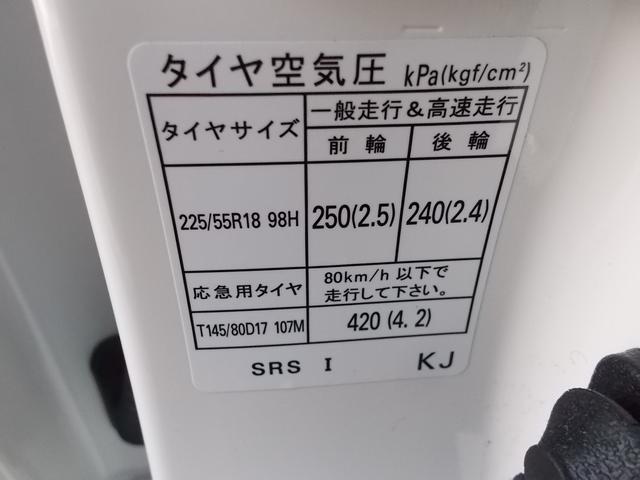 タイヤ空気圧 kPa(kgf/cm²)
タイヤサイズ 一般走行&高速走行
前輪 後輪
225/55R18 98H 250(2.5) 240(2.4)
応急用タイヤ 80km/h 以下で
走行して下さい。
T145/80D17 107M 420 (4.2)
SRS I KJ